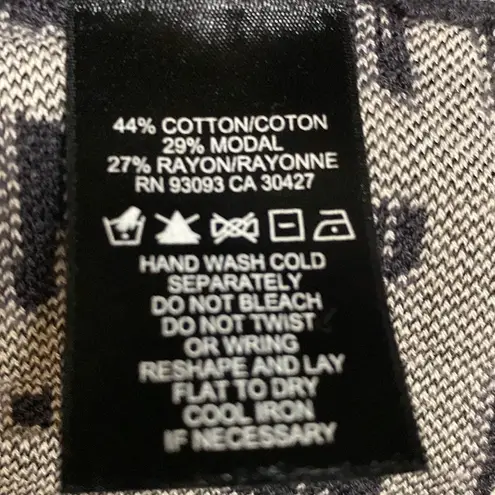 44% COTTON/COTON
29% MODAL
27% RAYON/RAYONNE
RN 93093 CA 30427
HAND WASH COLD
SEPARATELY
DO NOT BLEACH
DO NOT TWIST
OR WRING
RESHAPE AND LAY
FLAT TO DRY
COOL IRON
IF NECESSARY